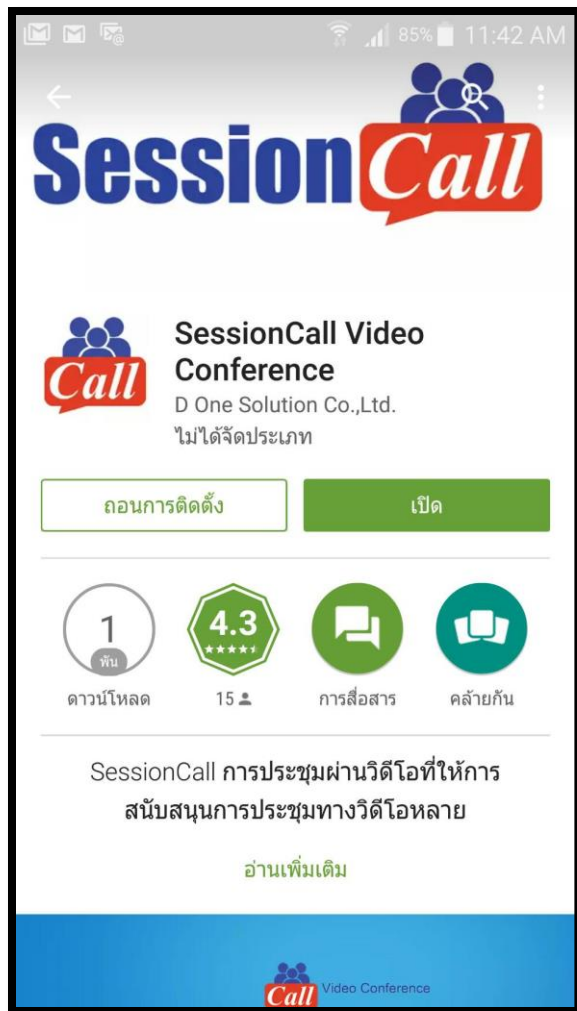 85% 11:42 AM
SessionCall
Call
SessionCall Video
Conference
D One Solution Co.,Ltd.
ไม่ได้จัดประเภท
ถอนการติดตั้ง
เปิด
1
พัน
4.3
ดาวน์โหลด
15
การสื่อสาร
คล้ายกัน
SessionCall การประชุมผ่านวิดีโอที่ให้การ
สนับสนุนการประชุมทางวิดีโอหลาย
อ่านเพิ่มเติม
Call Video Conference